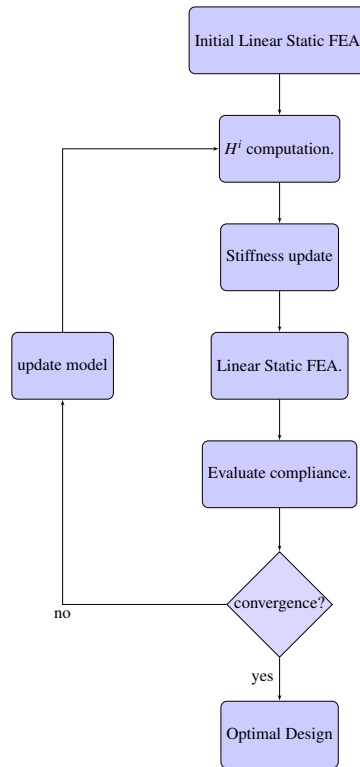 Initial Linear Static FEA
Hⁱ computation.
Stiffness update
update model
Linear Static FEA.
Evaluate compliance.
convergence?
no
yes
Optimal Design